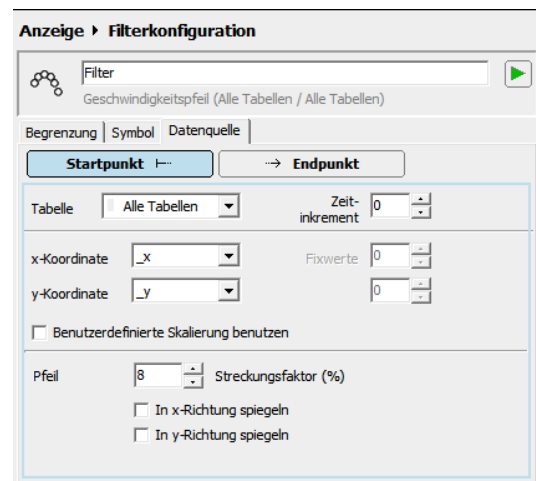 Anzeige ▸ Filterkonfiguration
Filter
Geschwindigkeitspfeil (Alle Tabellen / Alle Tabellen)
Begrenzung Symbol Datenquelle
Startpunkt ⊢·· ··→ Endpunkt
Tabelle Alle Tabellen Zeit-
inkrement 0
x-Koordinate _x Fixwerte 0
y-Koordinate _y 0
Benutzerdefinierte Skalierung benutzen
Pfeil 8 Streckungsfaktor (%)
In x-Richtung spiegeln
In y-Richtung spiegeln